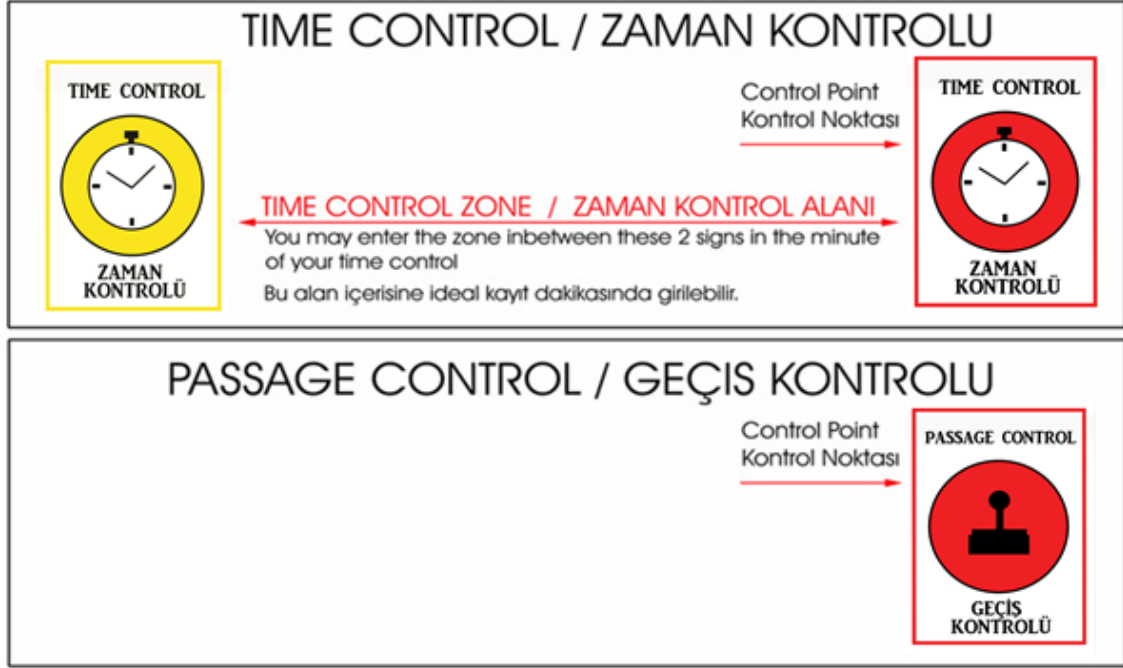 TIME CONTROL / ZAMAN KONTROLU
TIME CONTROL
ZAMAN
KONTROLÜ
Control Point
Kontrol Noktası
TIME CONTROL
ZAMAN
KONTROLÜ
TIME CONTROL ZONE / ZAMAN KONTROL ALANI
You may enter the zone inbetween these 2 signs in the minute
of your time control
Bu alan içerisine ideal kayıt dakikasında girilebilir.
PASSAGE CONTROL / GEÇIS KONTROLU
Control Point
Kontrol Noktası
PASSAGE CONTROL
GEÇİŞ
KONTROLÜ